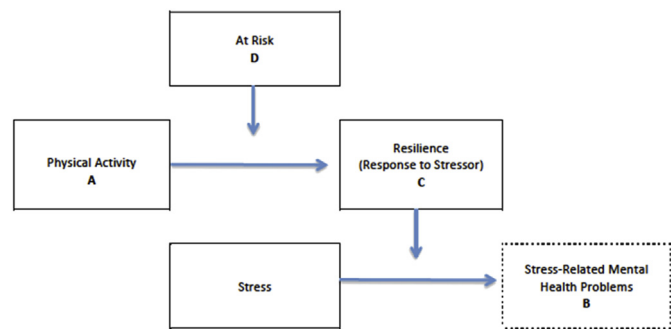 At Risk
D
Physical Activity
A
Resilience
(Response to Stressor)
C
Stress
Stress-Related Mental
Health Problems
B